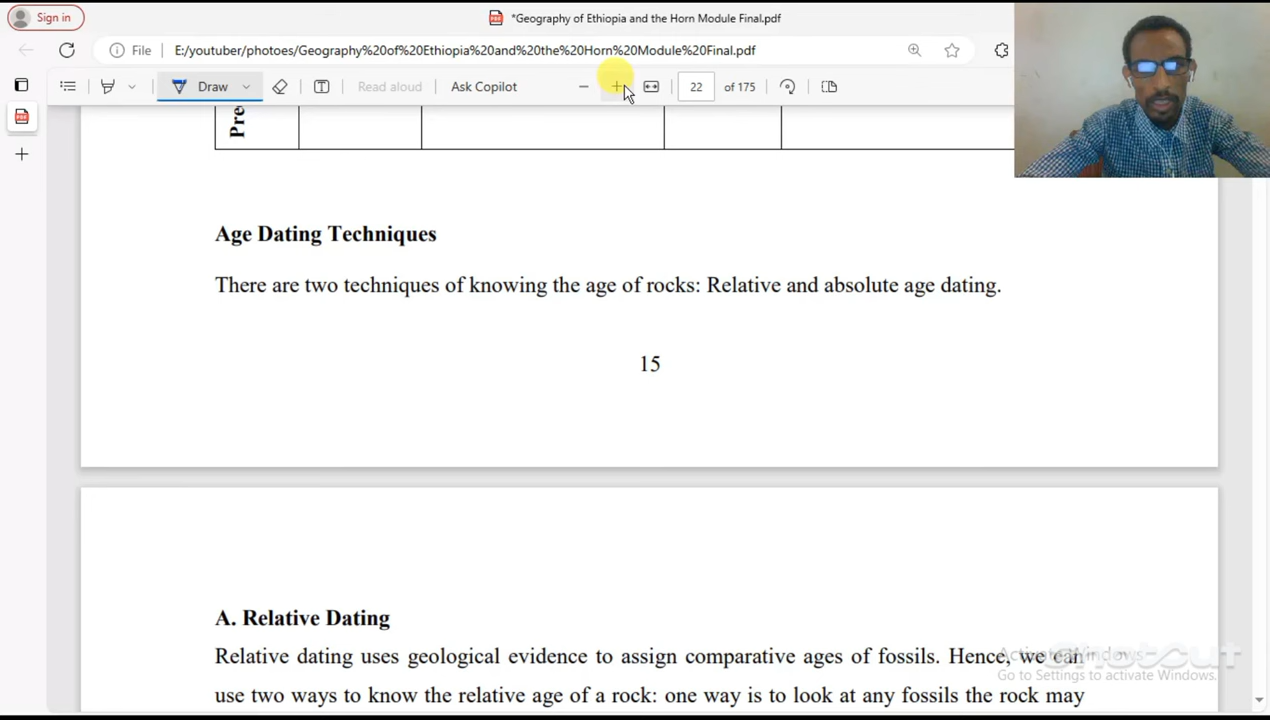 Sign in
*Geography of Ethiopia and the Horn Module Final.pdf
File
E:/youtuber/photoes/Geography%20of%20Ethiopia%20and%20the%20Horn%20Module%20Final.pdf
Draw
Read aloud
Ask Copilot
22 of 175
Pre
Age Dating Techniques
There are two techniques of knowing the age of rocks: Relative and absolute age dating.
15
A. Relative Dating
Relative dating uses geological evidence to assign comparative ages of fossils. Hence, we can
use two ways to know the relative age of a rock: one way is to look at any fossils the rock may
Activate Windows
Go to Settings to activate Windows.
Shotcut